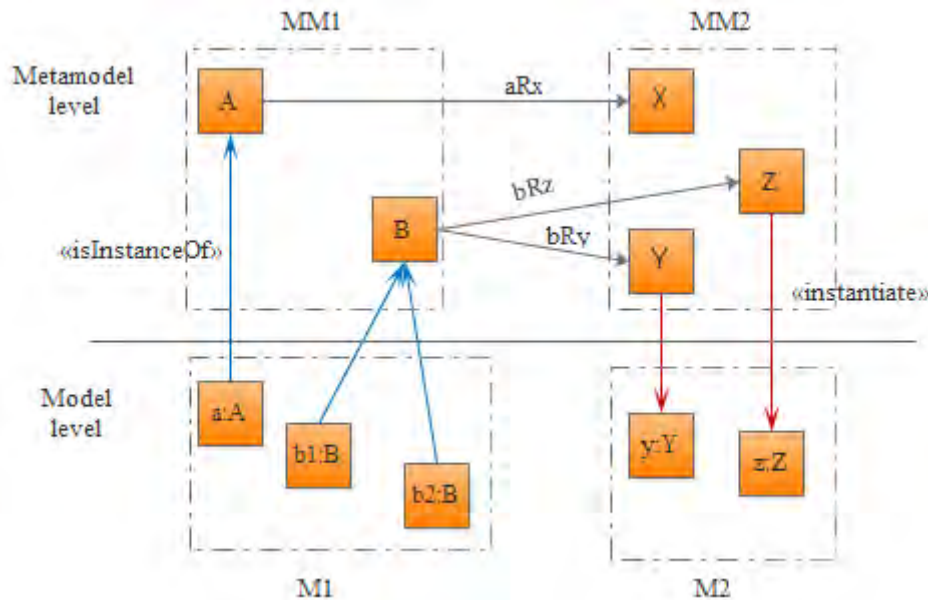 MM1
MM2
Metamodel
level
A
aRx
X
bRz
Z
B
bRy
Y
«isInstanceOf»
«instantiate»
Model
level
a:A
b1:B
b2:B
y:Y
z:Z
M1
M2